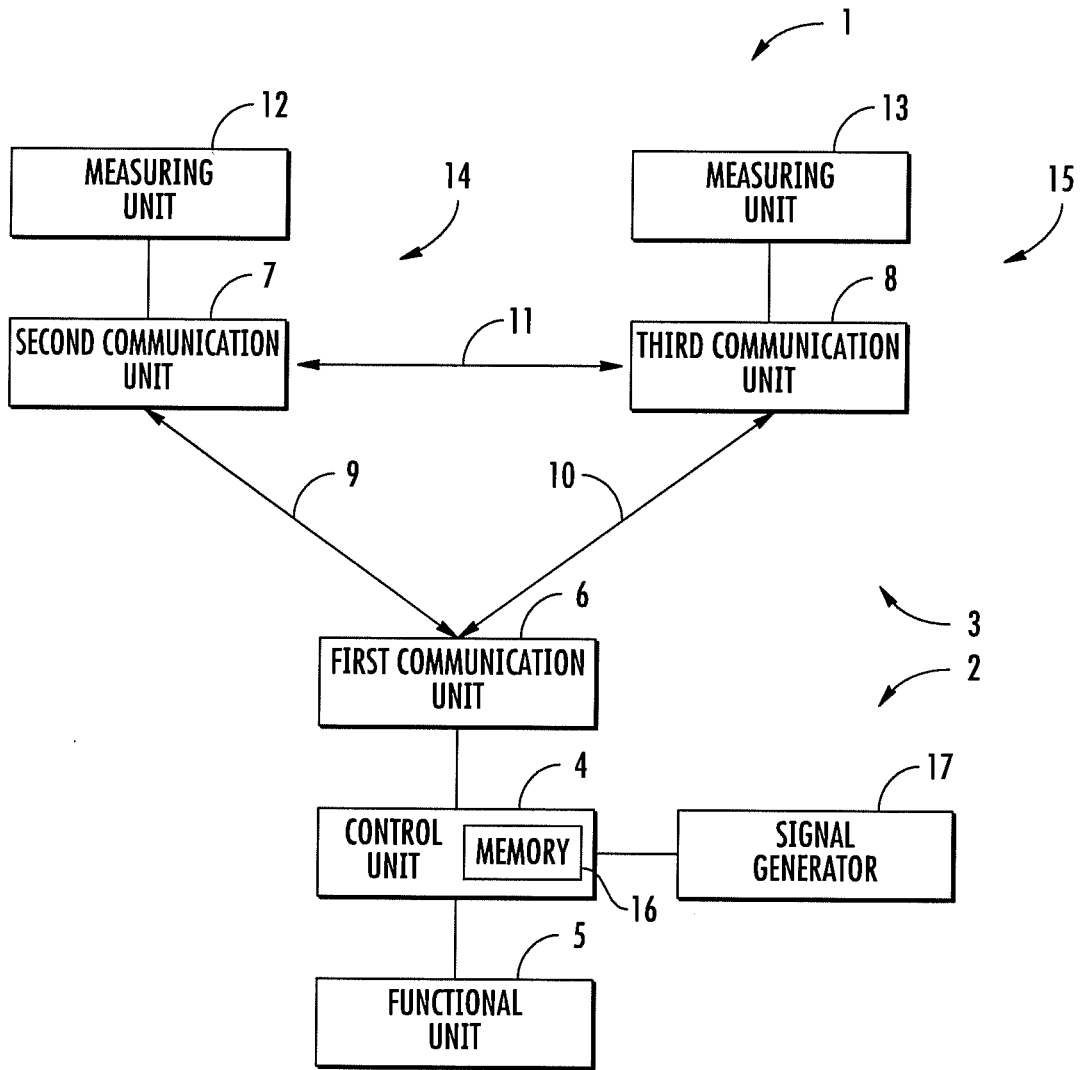 1
12
13
MEASURING
UNIT
MEASURING
UNIT
14
15
7
8
SECOND COMMUNICATION
UNIT
11
THIRD COMMUNICATION
UNIT
9
10
6
3
FIRST COMMUNICATION
UNIT
2
4
17
CONTROL
UNIT
MEMORY
SIGNAL
GENERATOR
16
5
FUNCTIONAL
UNIT